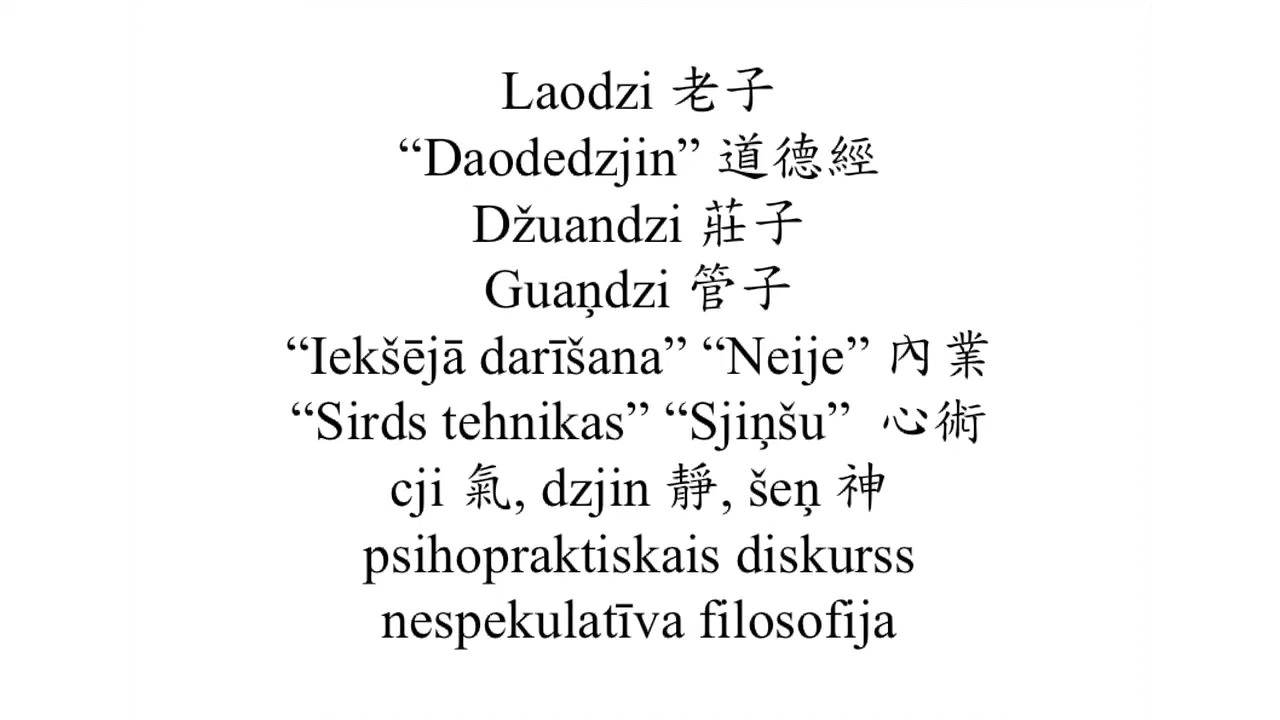 Laodzi 老子
“Daodedzjin” 道德經
Džuandzi 莊子
Guaņdzi 管子
“Iekšējā darīšana” “Neije” 內業
“Sirds tehnikas” “Sjiņšu” 心術
cji 氣, dzjin 靜, šeņ 神
psihopraktiskais diskurss
nespekulatīva filosofija